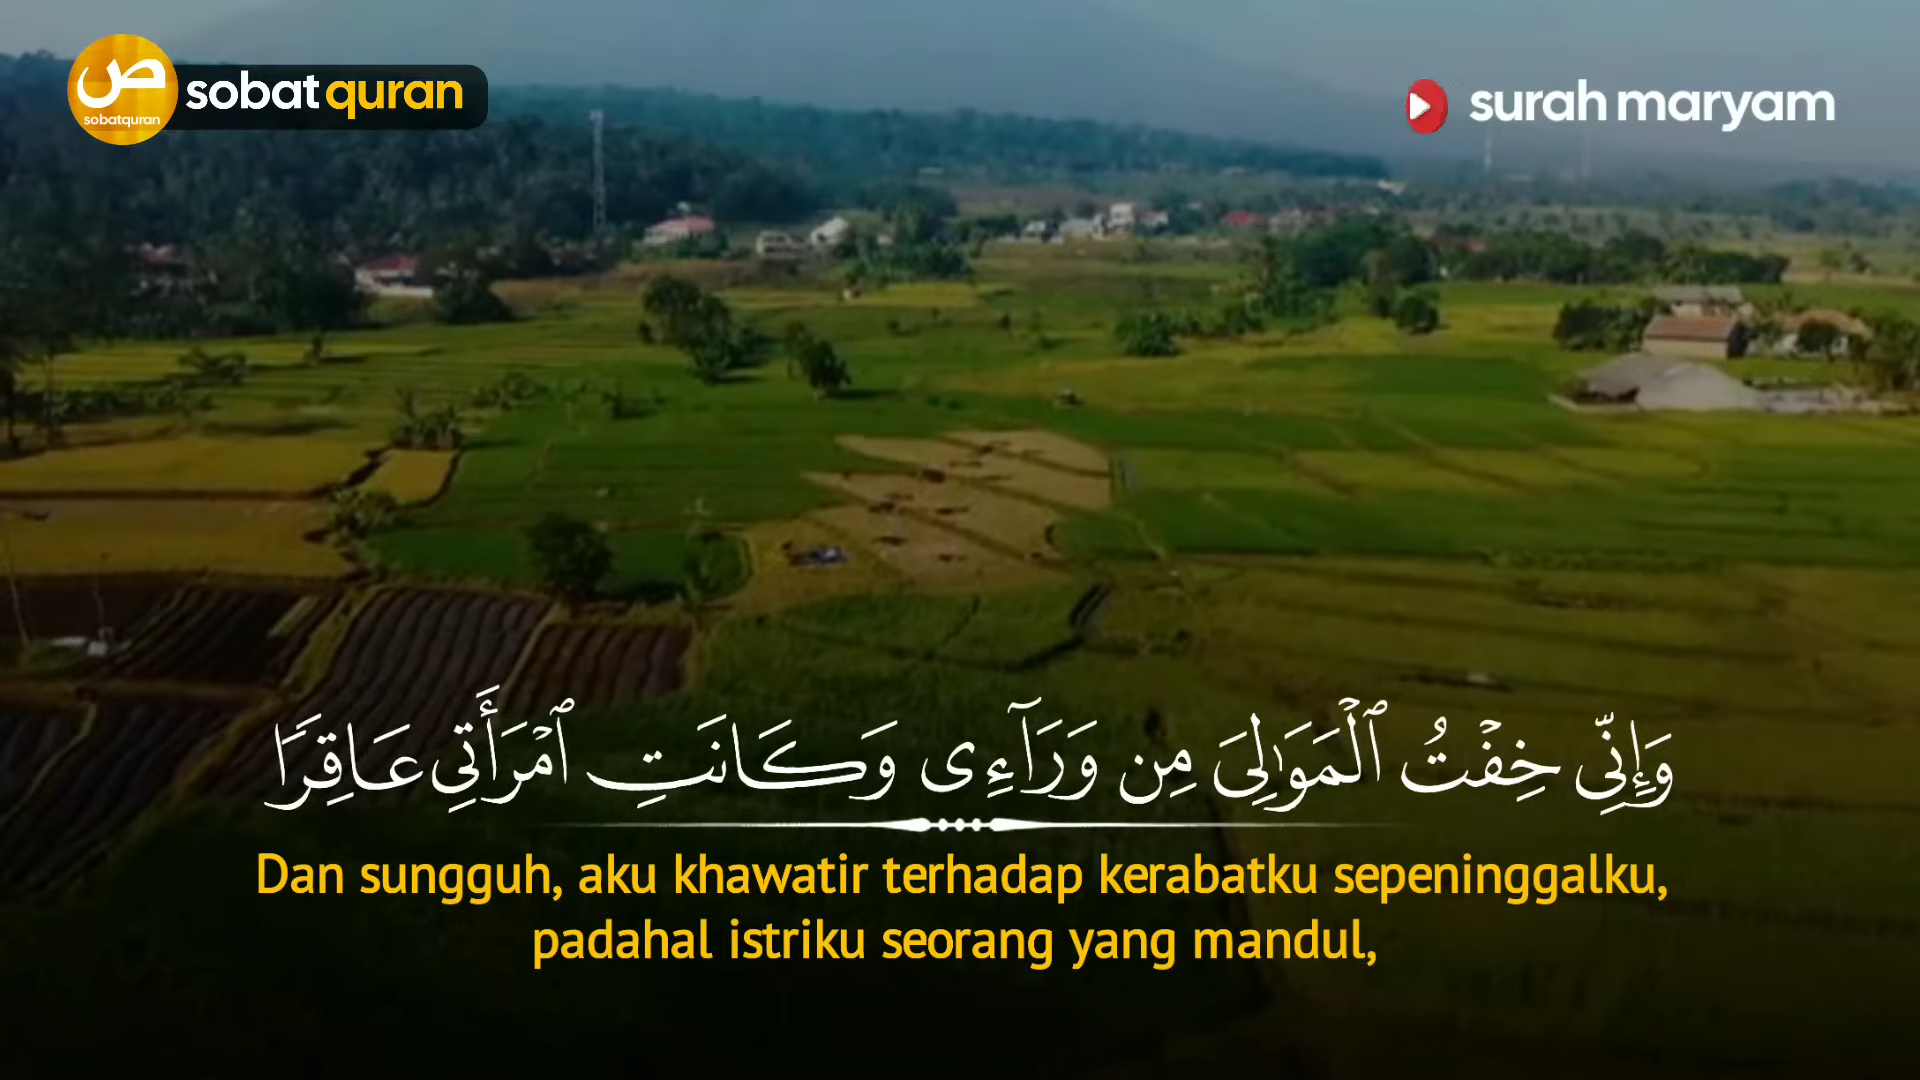 ص
sobatquran
sobat quran
surah maryam
وَإِنِّى خِفْتُ ٱلْمَوَٰلِىَ مِن وَرَآءِى وَكَانَتِ ٱمْرَأَتِى عَاقِرًا
Dan sungguh, aku khawatir terhadap kerabatku sepeninggalku,
padahal istriku seorang yang mandul,